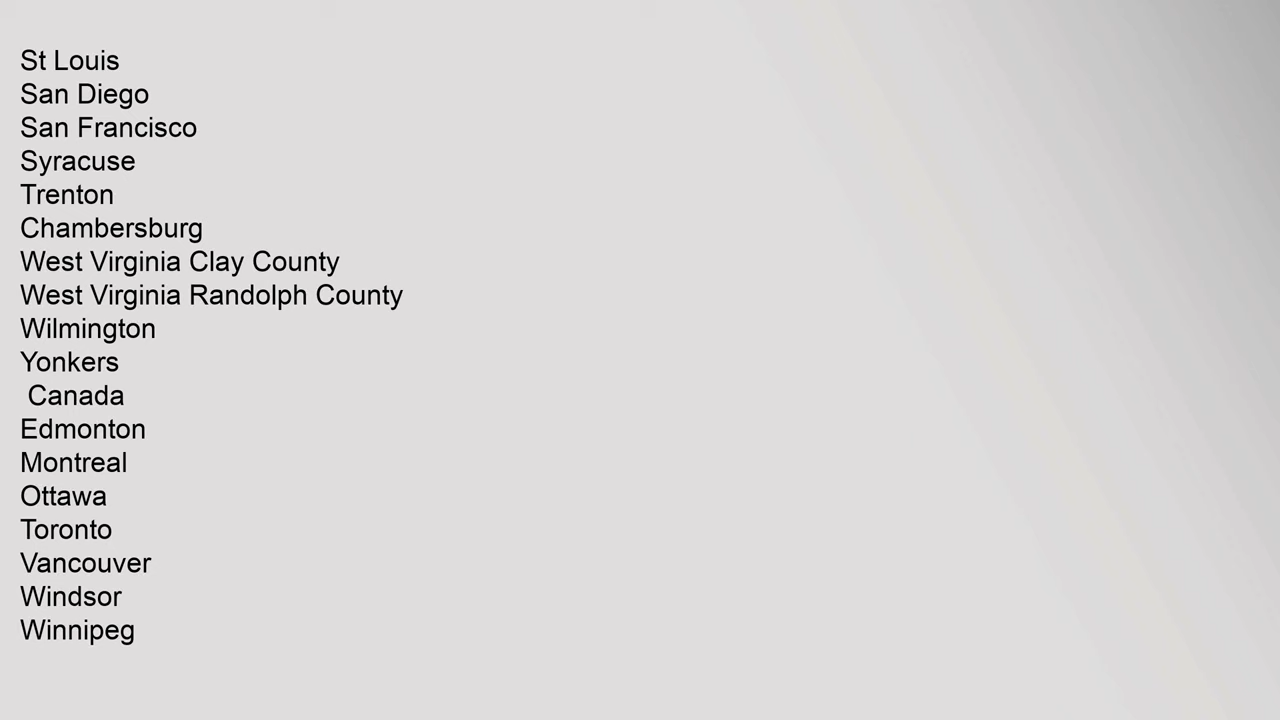 St Louis
San Diego
San Francisco
Syracuse
Trenton
Chambersburg
West Virginia Clay County
West Virginia Randolph County
Wilmington
Yonkers
Canada
Edmonton
Montreal
Ottawa
Toronto
Vancouver
Windsor
Winnipeg